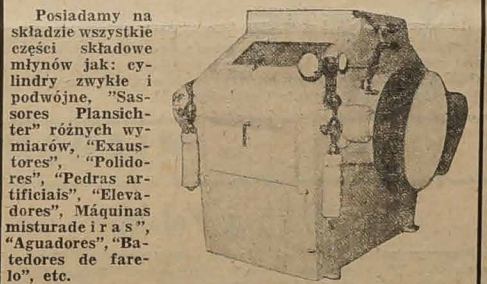 Posiadamy na
składzie wszystkie
części składowe
młynów jak: cy-
lindry zwykłe i
podwójne, "Sas-
sores Plansich-
ter" różnych wy-
miarów, "Exaus-
tores", "Polido-
res", "Pedras ar-
tificiais", "Eleva-
dores", Máquinas
misturadeiras",
"Aguadores", "Ba-
tedores de fare-
lo", etc.